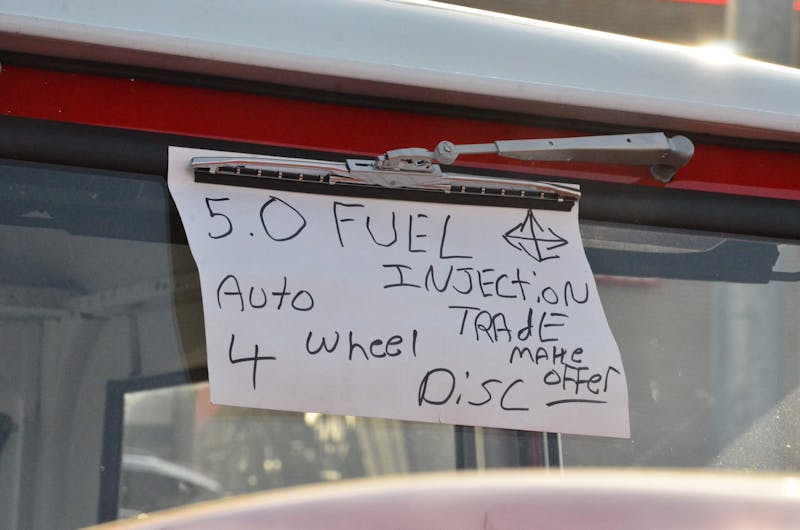 5.0 FUEL
INJECTiON
Auto
TRAdE
4 wheel
MAKE
Disc
offer